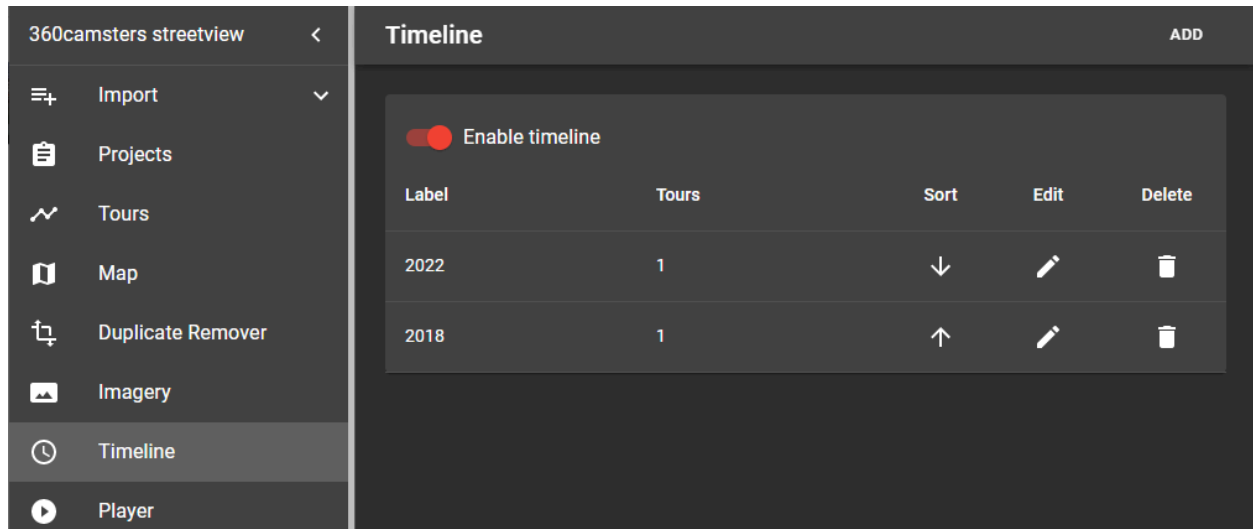 360camsters streetview
Import
Projects
Tours
Map
Duplicate Remover
Imagery
Timeline
Player
Timeline ADD
Enable timeline
Label Tours Sort Edit Delete
2022 1
2018 1